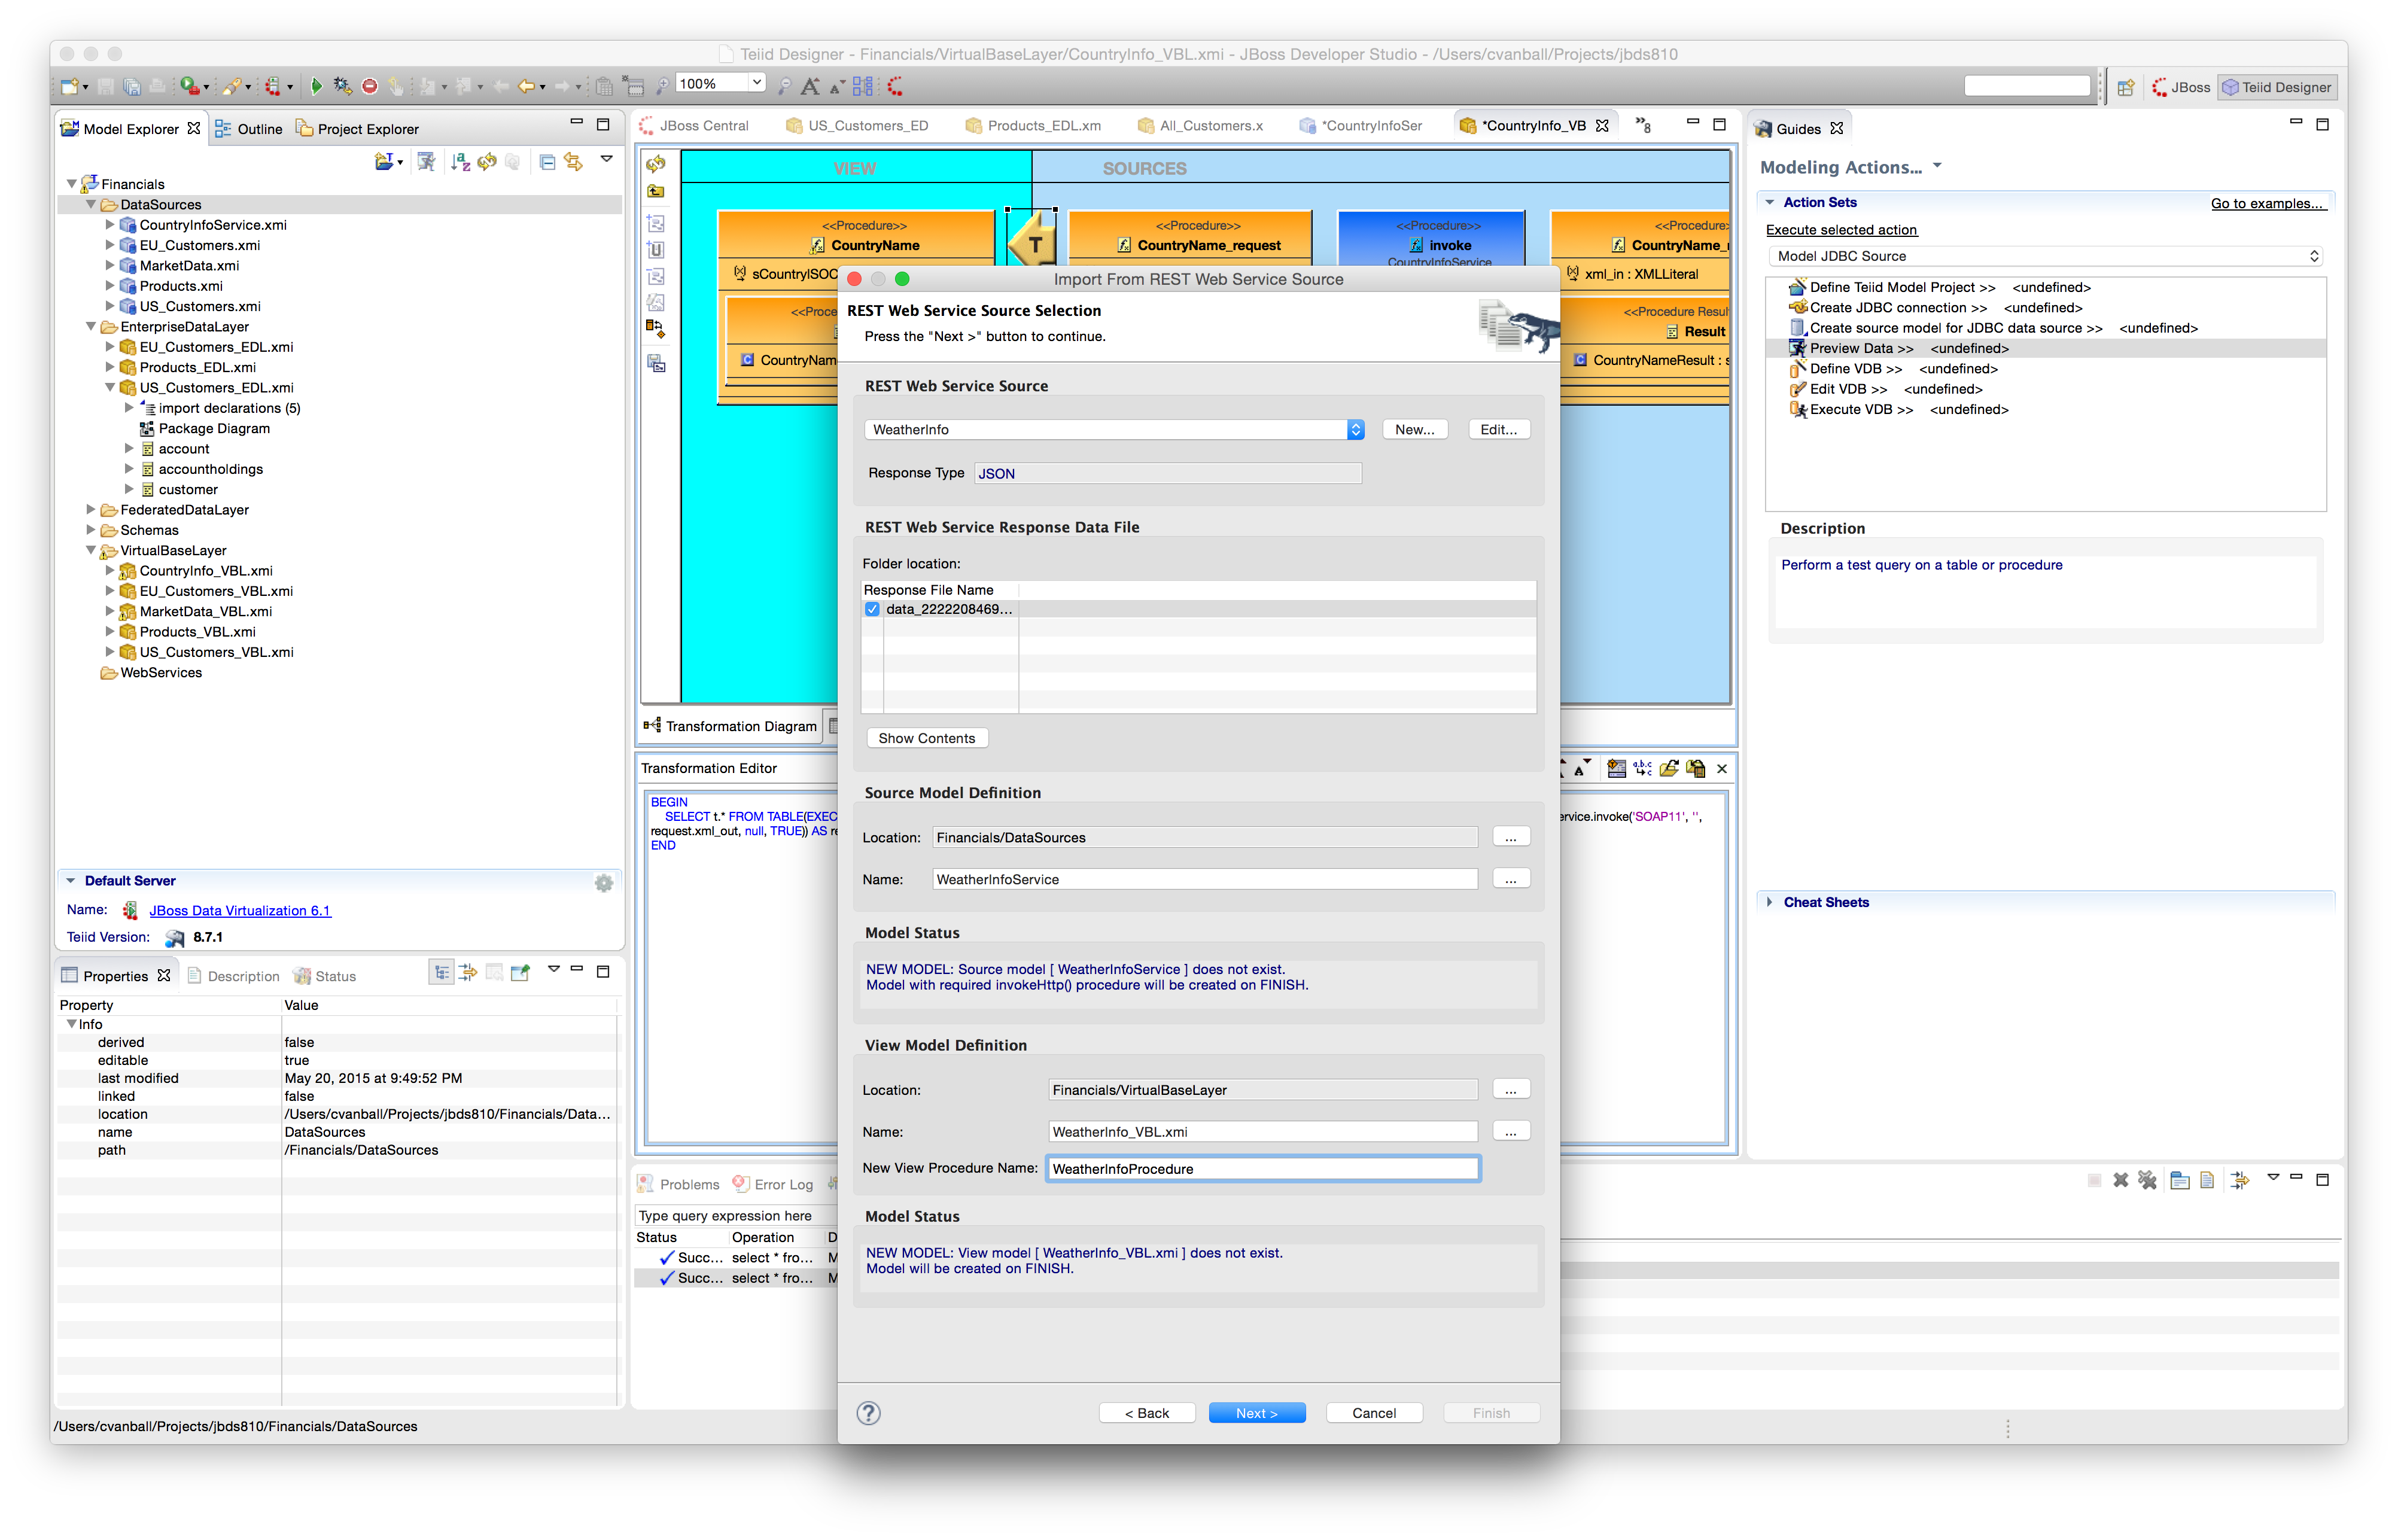 Teiid Designer - Financials/VirtualBaseLayer/CountryInfo_VBL.xmi - JBoss Developer Studio - /Users/cvanball/Projects/jbds810
100%
JBoss
Teiid Designer
Model Explorer
Outline
Project Explorer
Financials
DataSources
CountryInfoService.xmi
EU_Customers.xmi
MarketData.xmi
Products.xmi
US_Customers.xmi
EnterpriseDataLayer
EU_Customers_EDL.xmi
Products_EDL.xmi
US_Customers_EDL.xmi
import declarations (5)
Package Diagram
account
accountholdings
customer
FederatedDataLayer
Schemas
VirtualBaseLayer
CountryInfo_VBL.xmi
EU_Customers_VBL.xmi
MarketData_VBL.xmi
Products_VBL.xmi
US_Customers_VBL.xmi
WebServices
Default Server
Name: JBoss Data Virtualization 6.1
Teiid Version: 8.7.1
Properties
Description
Status
Property Value
Info
derived false
editable true
last modified May 20, 2015 at 9:49:52 PM
linked false
location /Users/cvanball/Projects/jbds810/Financials/Data...
name DataSources
path /Financials/DataSources
/Users/cvanball/Projects/jbds810/Financials/DataSources
JBoss Central
US_Customers_ED
Products_EDL.xm
All_Customers.x
*CountryInfoSer
*CountryInfo_VB
»8
VIEW
SOURCES
<<Procedure>>
CountryName
sCountryISOC
<<Proce
CountryNam
T
<<Procedure>>
CountryName_request
<<Procedure>>
invoke
CountryInfoService
<<Procedure>
CountryName_r
xml_in : XMLLiteral
<<Procedure Resul
Result
CountryNameResult : s
Transformation Diagram
Transformation Editor
BEGIN
SELECT t.* FROM TABLE(EXEC
request.xml_out, null, TRUE)) AS re
END
rvice.invoke('SOAP11', '',
Problems
Error Log
Type query expression here
Status Operation D
Succ... select * fro... M
Succ... select * fro... M
Import From REST Web Service Source
REST Web Service Source Selection
Press the "Next >" button to continue.
REST Web Service Source
WeatherInfo
New...
Edit...
Response Type JSON
REST Web Service Response Data File
Folder location:
Response File Name
data_2222208469...
Show Contents
Source Model Definition
Location: Financials/DataSources ...
Name: WeatherInfoService ...
Model Status
NEW MODEL: Source model [ WeatherInfoService ] does not exist.
Model with required invokeHttp() procedure will be created on FINISH.
View Model Definition
Location: Financials/VirtualBaseLayer ...
Name: WeatherInfo_VBL.xmi ...
New View Procedure Name: WeatherInfoProcedure
Model Status
NEW MODEL: View model [ WeatherInfo_VBL.xmi ] does not exist.
Model will be created on FINISH.
?
< Back
Next >
Cancel
Finish
Guides
Modeling Actions...
Action Sets
Go to examples...
Execute selected action
Model JDBC Source
Define Teiid Model Project >> <undefined>
Create JDBC connection >> <undefined>
Create source model for JDBC data source >> <undefined>
Preview Data >> <undefined>
Define VDB >> <undefined>
Edit VDB >> <undefined>
Execute VDB >> <undefined>
Description
Perform a test query on a table or procedure
Cheat Sheets